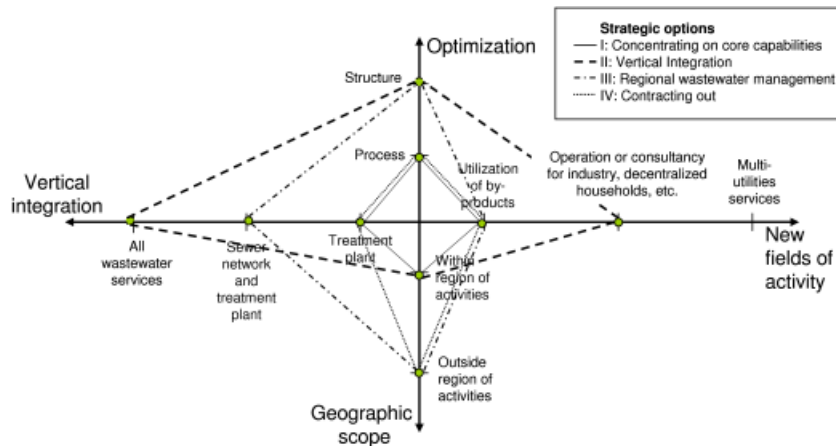 Strategic options
I: Concentrating on core capabilities
II: Vertical Integration
III: Regional wastewater management
IV: Contracting out
Optimization
Structure
Process
Utilization
of by-
products
Operation or consultancy
for industry, decentralized
households, etc.
Multi-
utilities
services
Vertical
integration
All
wastewater
services
Sewer
network
and
treatment
plant
Treatment
plant
Within
region of
activities
New
fields of
activity
Outside
region of
activities
Geographic
scope